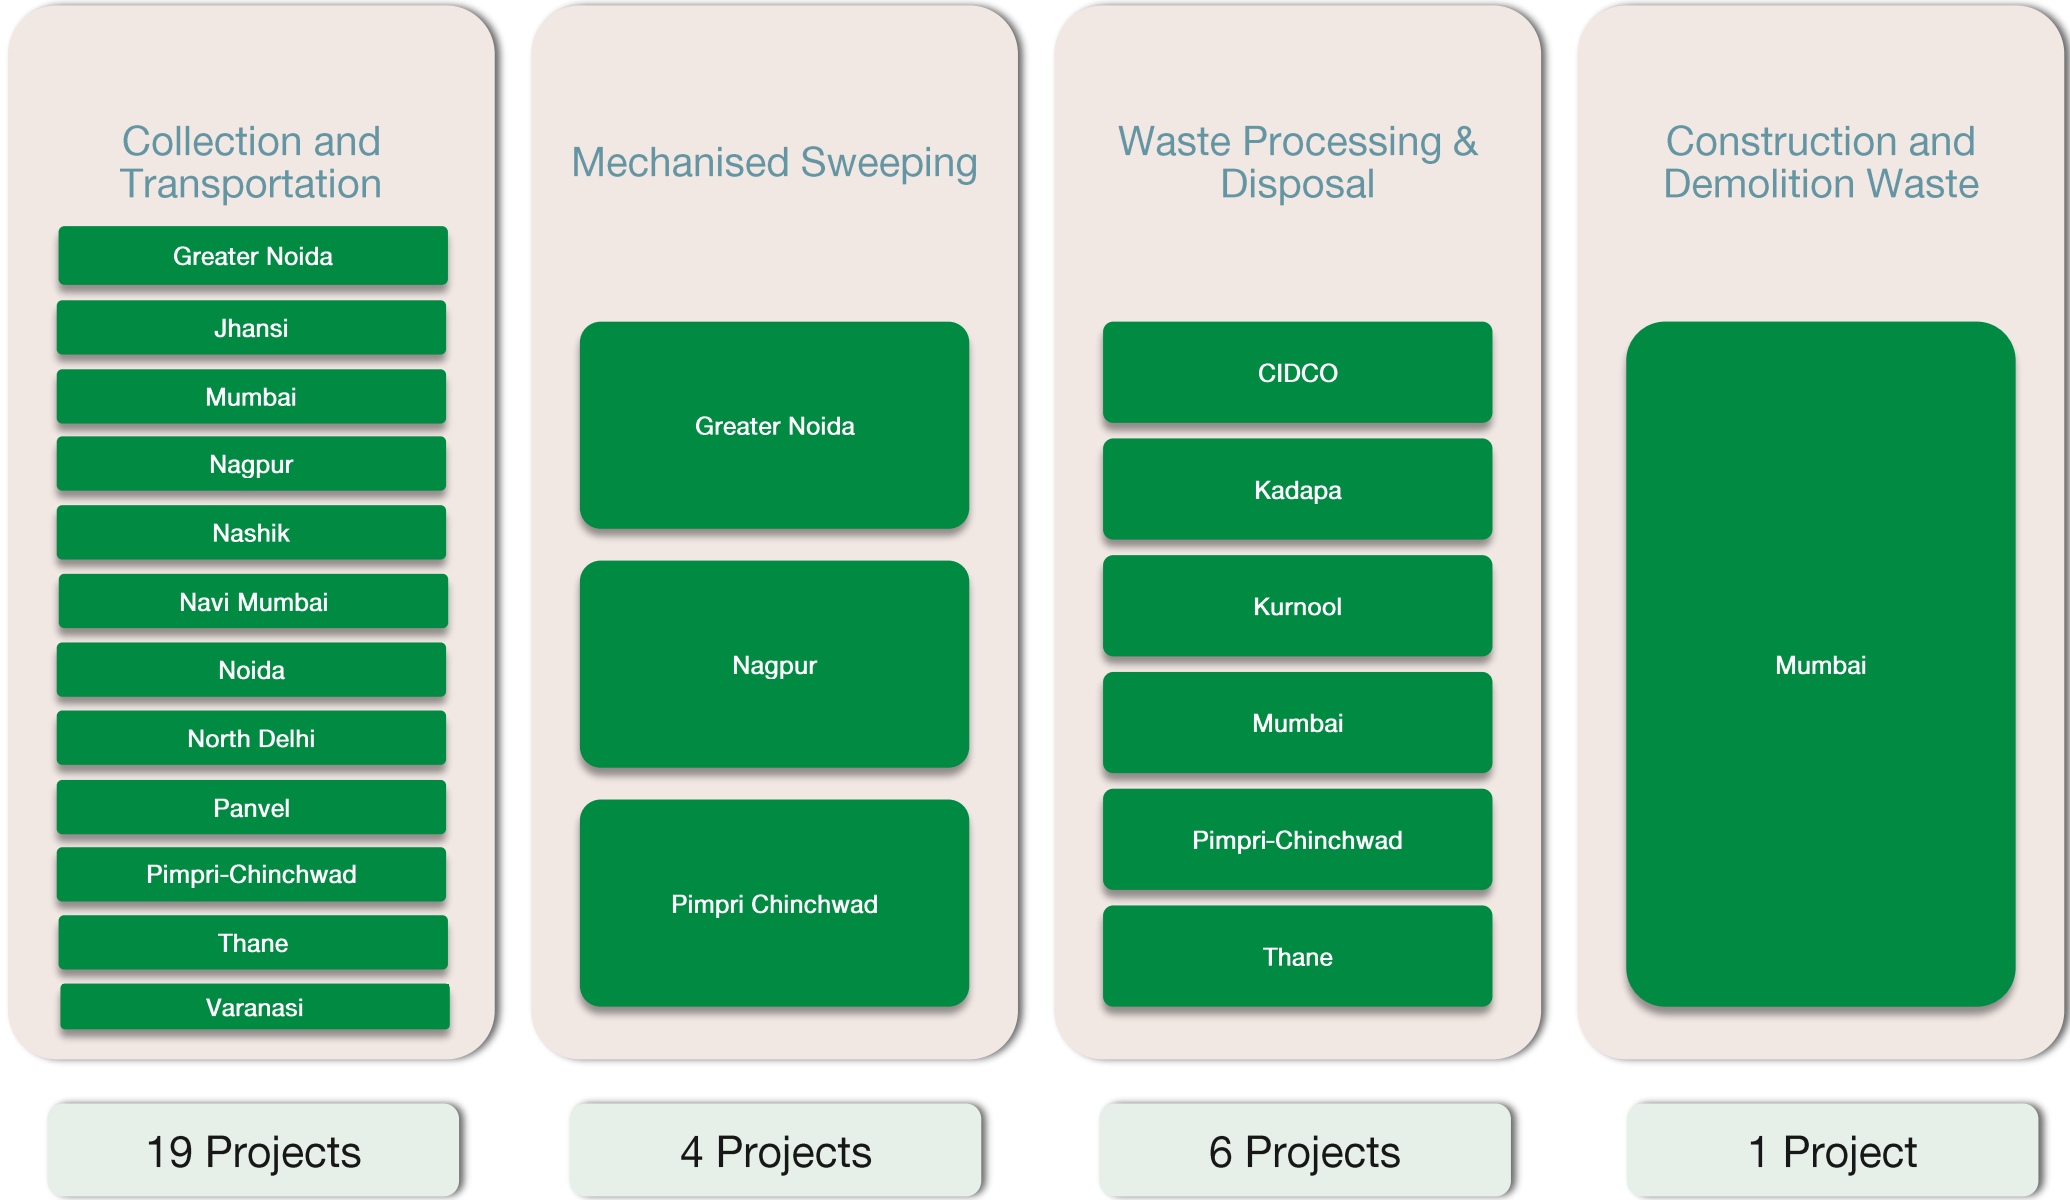 Collection and
Transportation
Greater Noida
Jhansi
Mumbai
Nagpur
Nashik
Navi Mumbai
Noida
North Delhi
Panvel
Pimpri-Chinchwad
Thane
Varanasi
19 Projects
Mechanised Sweeping
Greater Noida
Nagpur
Pimpri Chinchwad
4 Projects
Waste Processing &
Disposal
CIDCO
Kadapa
Kurnool
Mumbai
Pimpri-Chinchwad
Thane
6 Projects
Construction and
Demolition Waste
Mumbai
1 Project